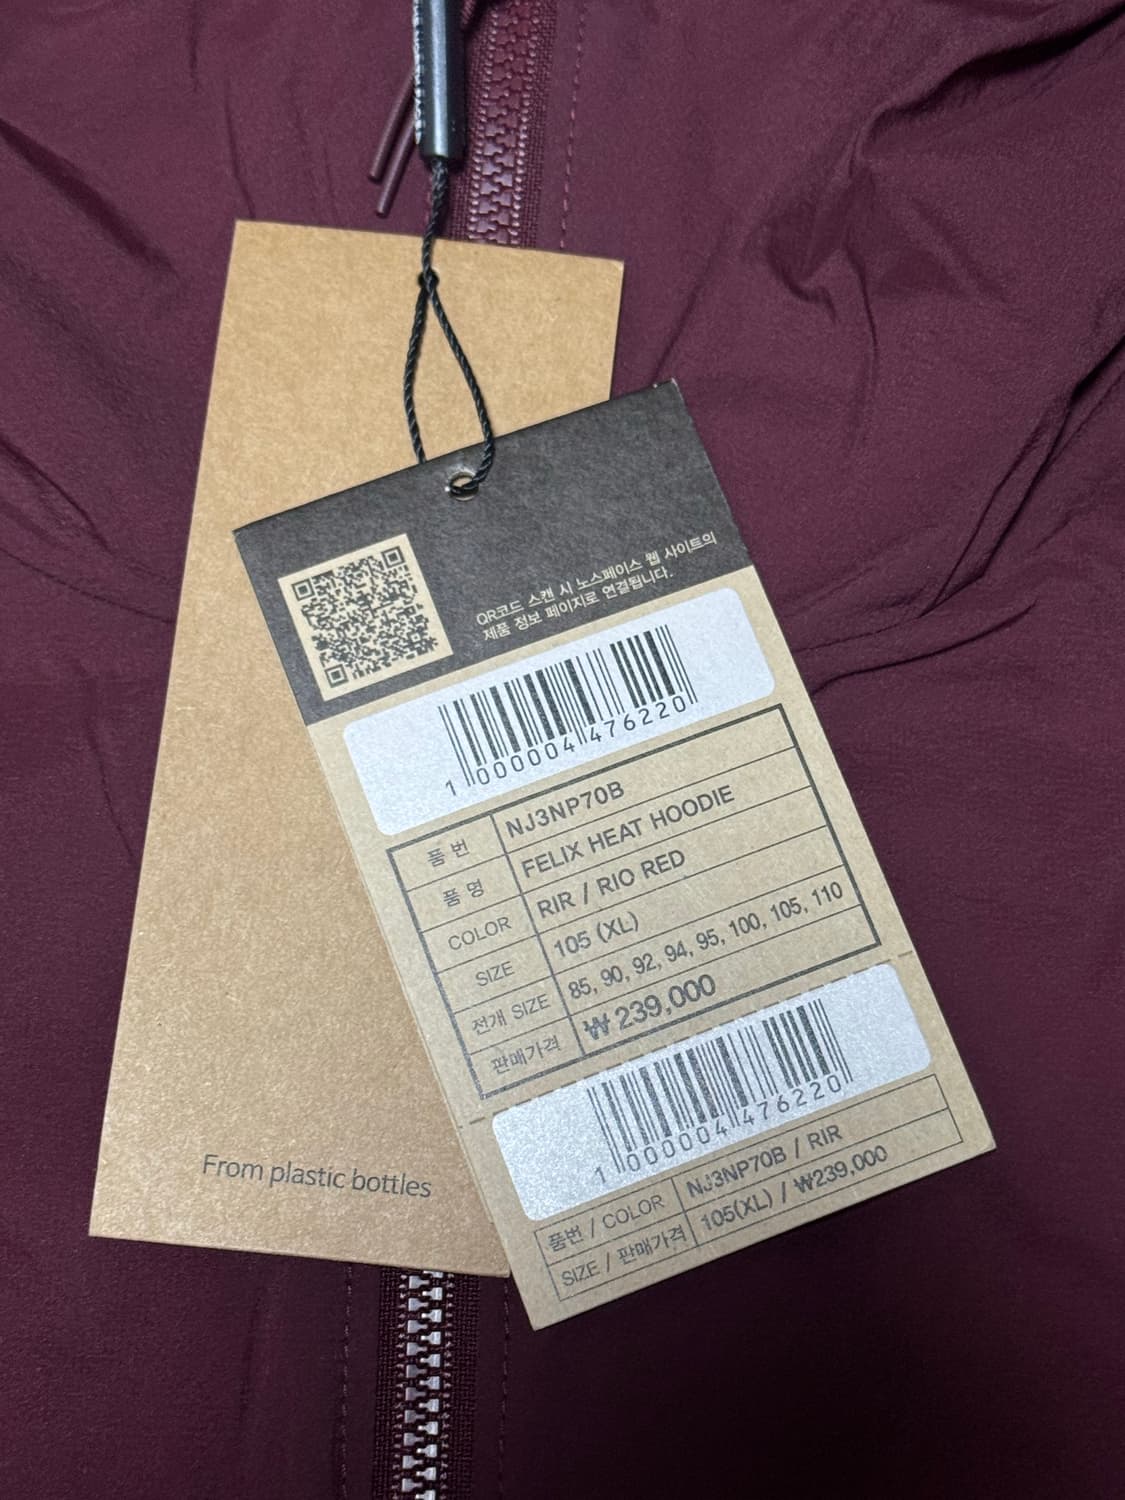 QR코드 스캔 시 노스페이스 웹 사이트의
제품 정보 페이지로 연결됩니다.
1 000004 476220
품 번 NJ3NP70B
품 명 FELIX HEAT HOODIE
COLOR RIR / RIO RED
SIZE 105 (XL)
전개 SIZE 85, 90, 92, 94, 95, 100, 105, 110
판매가격 ₩ 239,000
1 000004 476220
품번 / COLOR NJ3NP70B / RIR
SIZE / 판매가격 105(XL) / ₩239,000
From plastic bottles